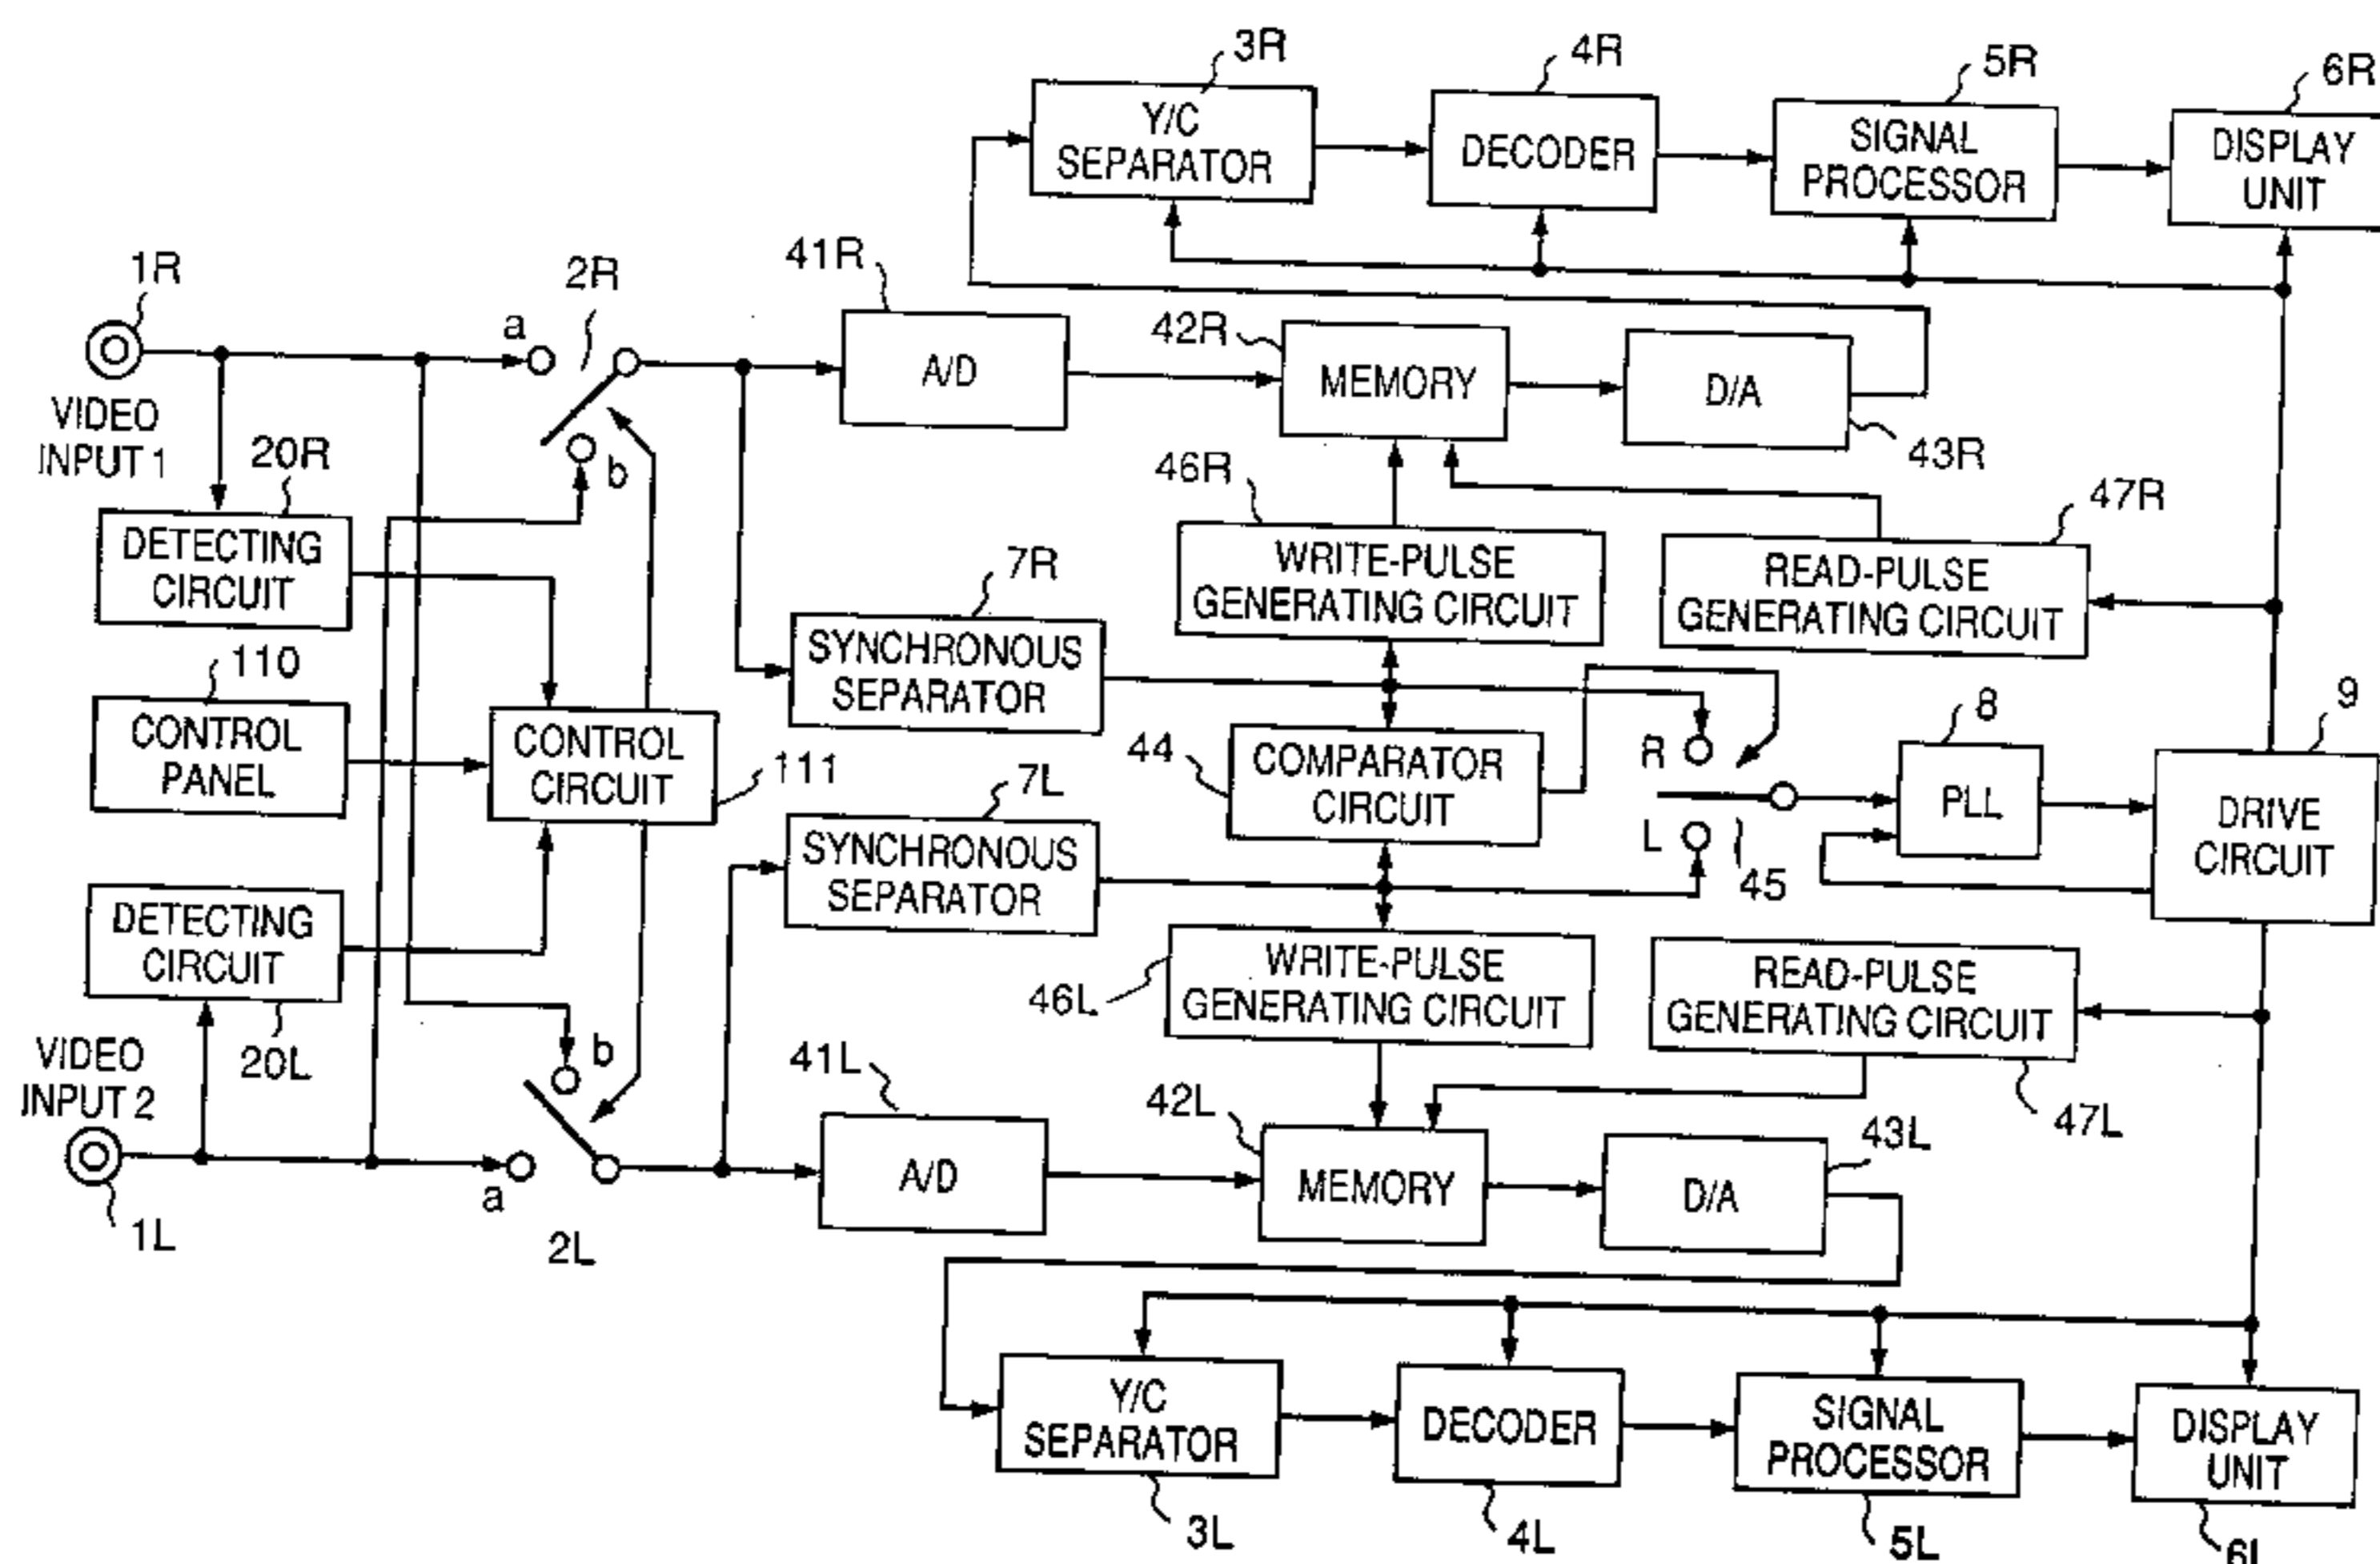 3R
4R
5R
6R
Y/C
SEPARATOR
DECODER
SIGNAL
PROCESSOR
DISPLAY
UNIT
1R
2R
41R
a
42R
A/D
MEMORY
D/A
VIDEO
INPUT 1
20R
b
46R
43R
47R
DETECTING
CIRCUIT
7R
WRITE-PULSE
GENERATING CIRCUIT
READ-PULSE
GENERATING CIRCUIT
110
SYNCHRONOUS
SEPARATOR
8
9
CONTROL
PANEL
CONTROL
CIRCUIT
111
44
COMPARATOR
CIRCUIT
R
PLL
DRIVE
CIRCUIT
7L
L
45
SYNCHRONOUS
SEPARATOR
DETECTING
CIRCUIT
WRITE-PULSE
GENERATING CIRCUIT
READ-PULSE
GENERATING CIRCUIT
46L
VIDEO
INPUT 2
20L
b
41L
42L
43L
47L
1L
a
2L
A/D
MEMORY
D/A
Y/C
SEPARATOR
DECODER
SIGNAL
PROCESSOR
DISPLAY
UNIT
3L
4L
5L
6L